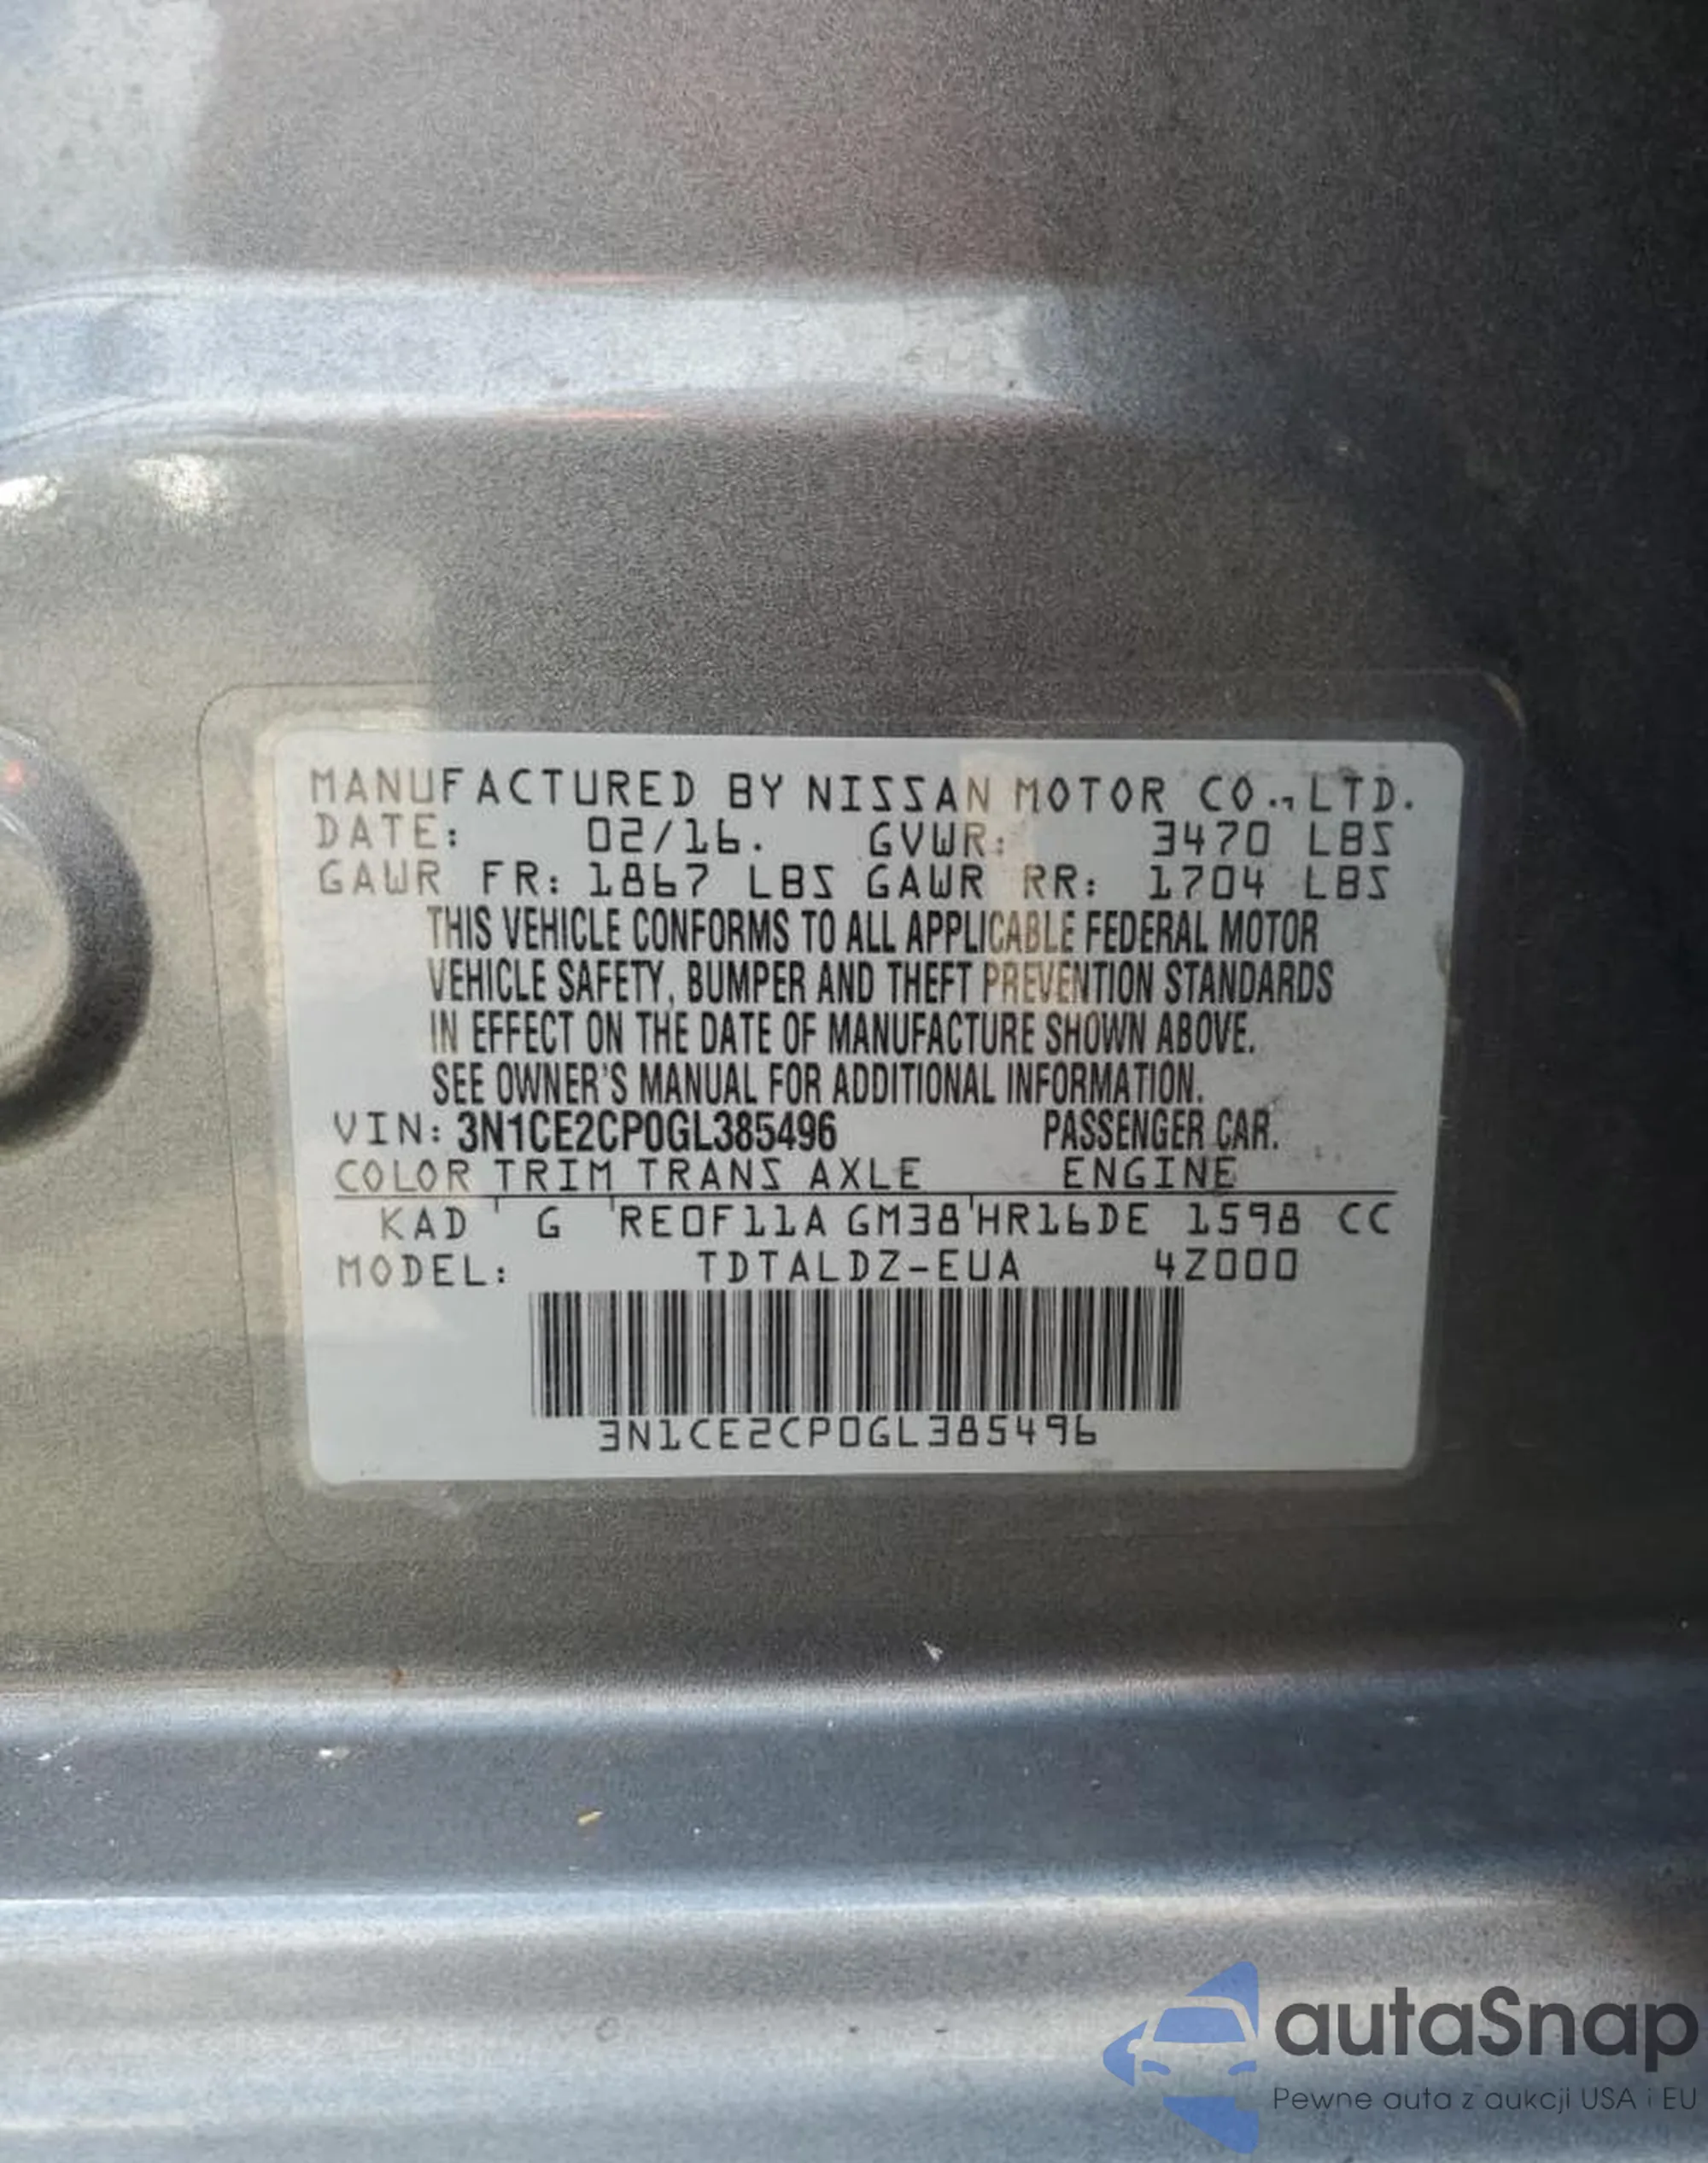 MANUFACTURED BY NISSAN MOTOR CO., LTD.
DATE: 02/16. GVWR: 3470 LBS
GAWR FR: 1867 LBS GAWR RR: 1704 LBS
THIS VEHICLE CONFORMS TO ALL APPLICABLE FEDERAL MOTOR
VEHICLE SAFETY, BUMPER AND THEFT PREVENTION STANDARDS
IN EFFECT ON THE DATE OF MANUFACTURE SHOWN ABOVE.
SEE OWNER'S MANUAL FOR ADDITIONAL INFORMATION.
VIN: 3N1CE2CP0GL385496 PASSENGER CAR.
COLOR TRIM TRANS AXLE ENGINE
KAD G RE0F11A GM38 HR16DE 1598 CC
MODEL: TDTALDZ-EUA 4Z000
3N1CE2CP0GL385496
autaSnap
Pewne auta z aukcji USA i EU